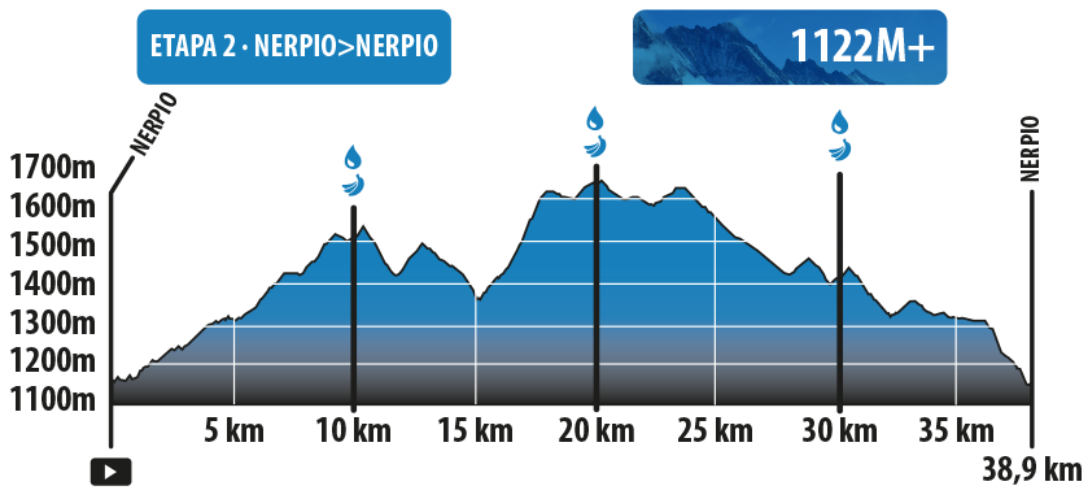 ETAPA 2 · NERPIO>NERPIO
1122M+
NERPIO
NERPIO
1700m
1600m
1500m
1400m
1300m
1200m
1100m
5 km
10 km
15 km
20 km
25 km
30 km
35 km
38,9 km